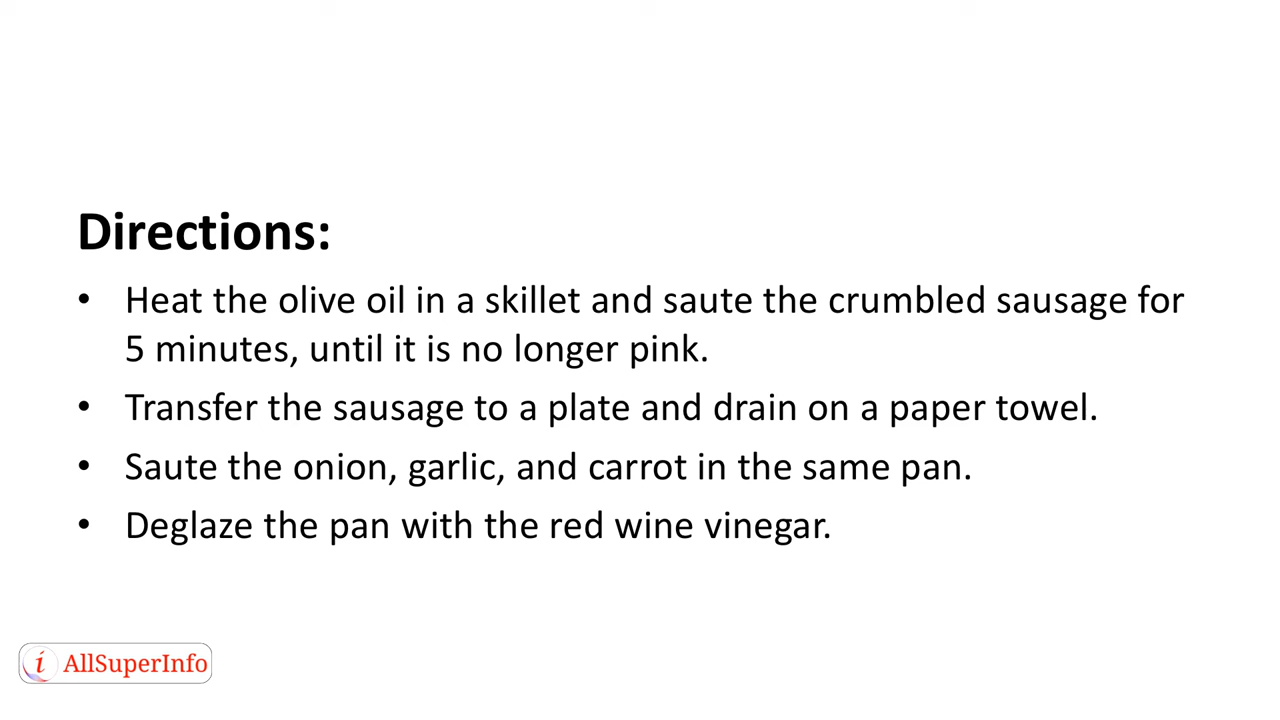 Directions:
• Heat the olive oil in a skillet and saute the crumbled sausage for
5 minutes, until it is no longer pink.
• Transfer the sausage to a plate and drain on a paper towel.
• Saute the onion, garlic, and carrot in the same pan.
• Deglaze the pan with the red wine vinegar.
i AllSuperInfo